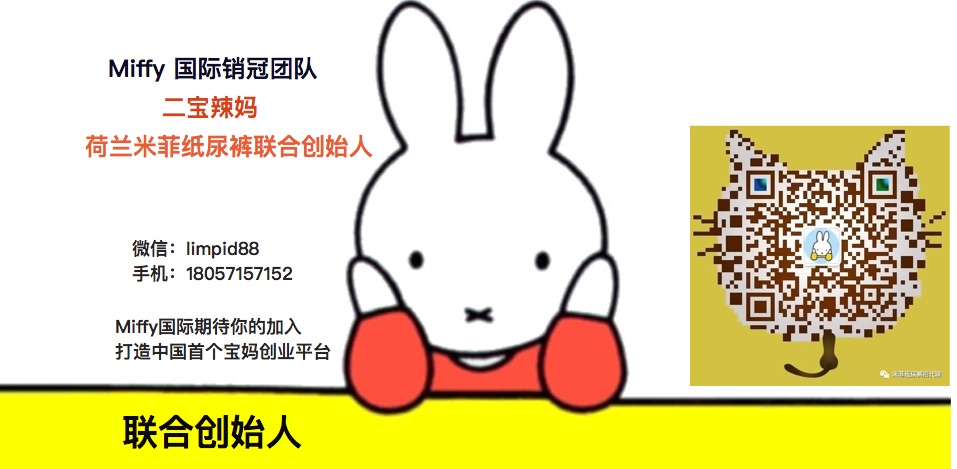 Miffy 国际销冠团队
二宝辣妈
荷兰米菲纸尿裤联合创始人
微信：limpid88
手机：18057157152
Miffy国际期待你的加入
打造中国首个宝妈创业平台
联合创始人